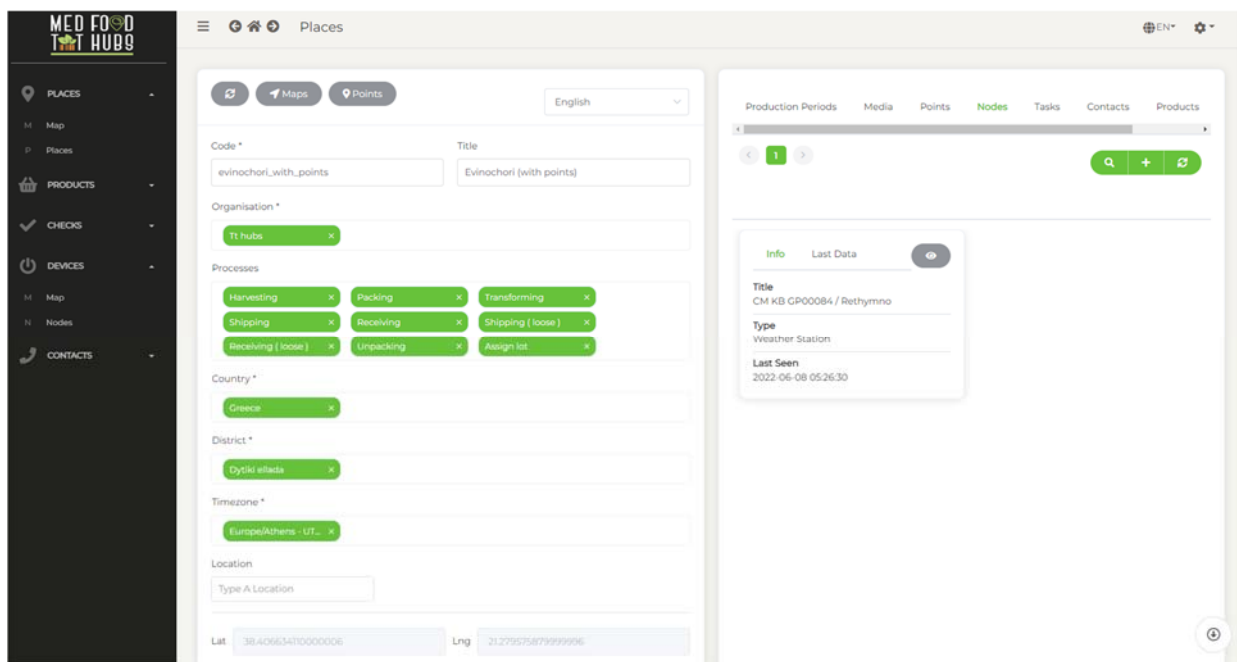 MED FOOD
TT HUBS
PLACES
M Map
P Places
PRODUCTS
CHECKS
DEVICES
M Map
N Nodes
CONTACTS
Places
EN
Maps
Points
English
Code *
Title
evinochori_with_points
Evinochori (with points)
Organisation *
Tt hubs ×
Processes
Harvesting × Packing × Transforming ×
Shipping × Receiving × Shipping ( loose ) ×
Receiving ( loose ) × Unpacking × Assign lot ×
Country *
Greece ×
District *
Dytiki ellada ×
Timezone *
Europe/Athens - UT... ×
Location
Type A Location
Lat 38.406634110000006 Lng 21.279575879999996
Production Periods Media Points Nodes Tasks Contacts Products
< 1 >
Info Last Data
Title
CM KB GP00084 / Rethymno
Type
Weather Station
Last Seen
2022-06-08 05:26:30